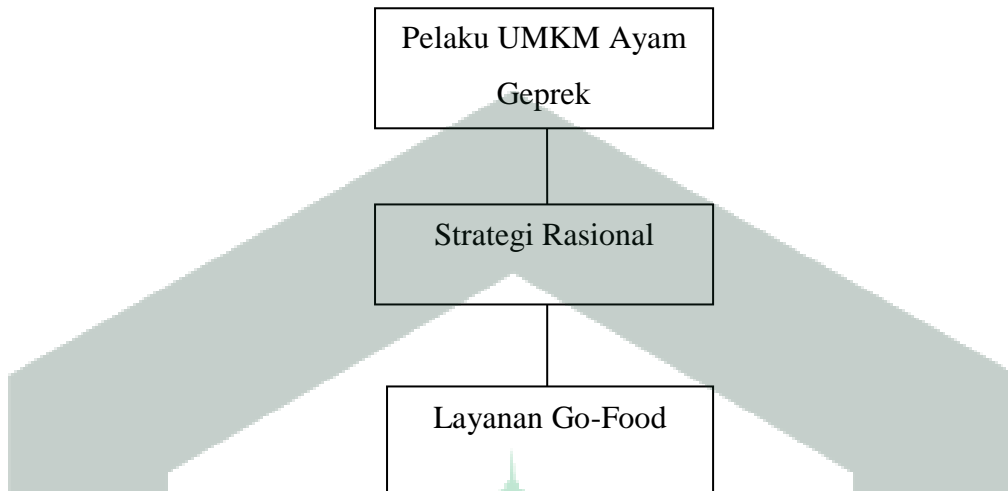 Pelaku UMKM Ayam
Geprek
Strategi Rasional
Layanan Go-Food